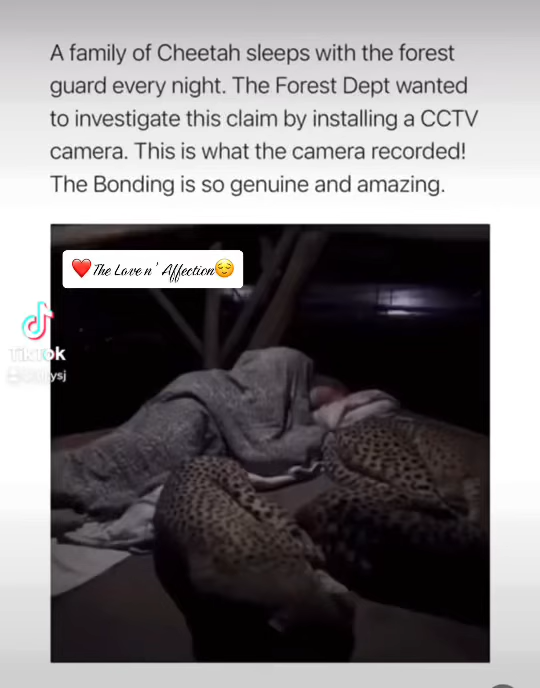 A family of Cheetah sleeps with the forest
guard every night. The Forest Dept wanted
to investigate this claim by installing a CCTV
camera. This is what the camera recorded!
The Bonding is so genuine and amazing.
❤️The Love n' Affection😌
TikTok